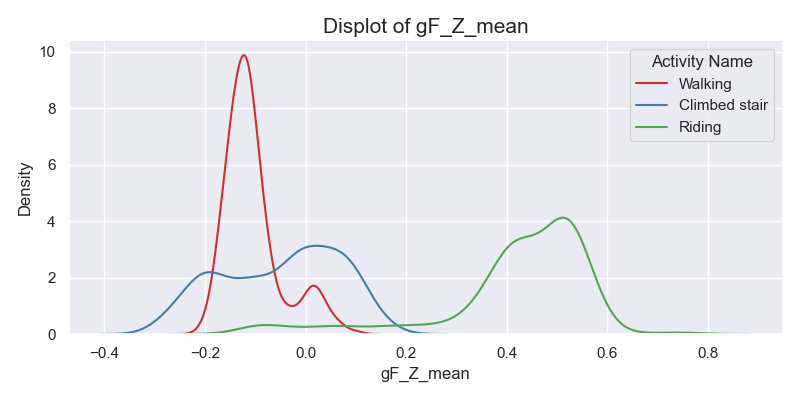 Displot of gF_Z_mean
Activity Name
Walking
Climbed stair
Riding
Density
10
8
6
4
2
0
−0.4
−0.2
0.0
0.2
0.4
0.6
0.8
gF_Z_mean